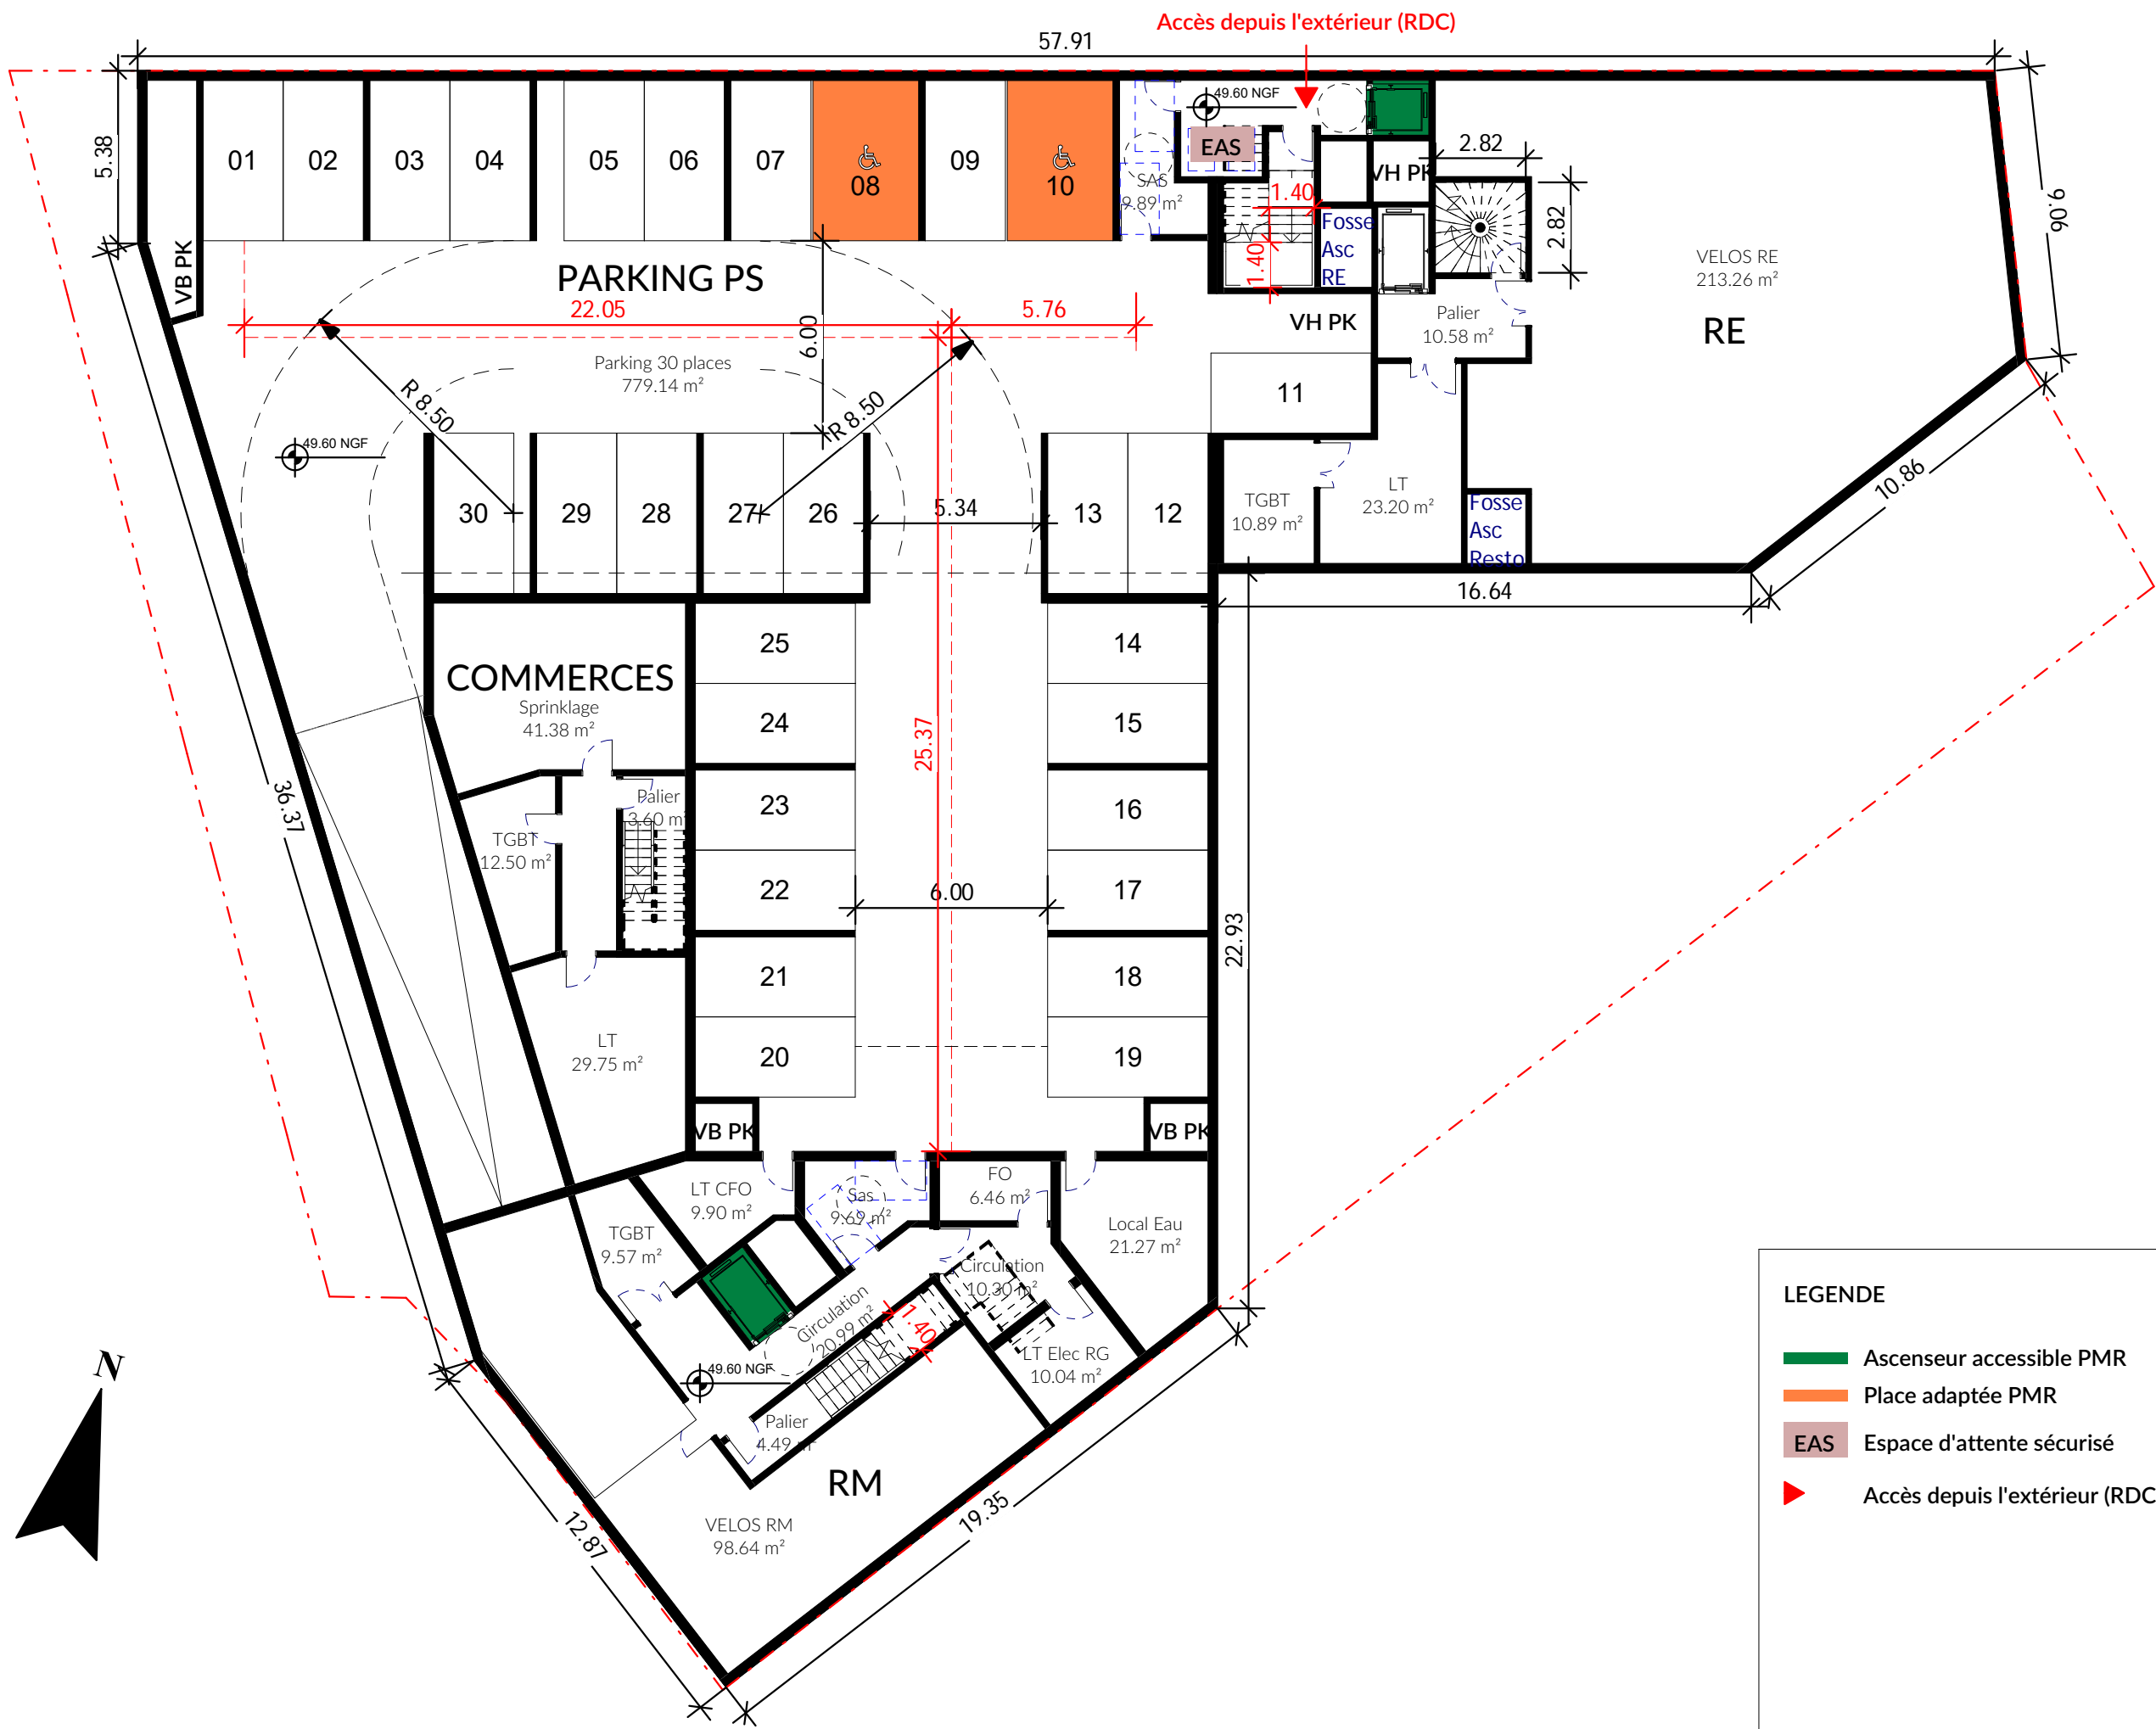 Accès depuis l'extérieur (RDC)
57.91
49.60 NGF
5.38
01
02
03
04
05
06
07
08
09
10
EAS
SAS
9.89 m²
VH PK
2.82
2.82
9.06
1.40
1.40
Fosse
Asc
RE
VELOS RE
213.26 m²
RE
VB PK
PARKING PS
22.05
5.76
6.00
VH PK
Palier
10.58 m²
Parking 30 places
779.14 m²
R 8.50
R 8.50
11
49.60 NGF
30
29
28
27
26
5.34
13
12
TGBT
10.89 m²
LT
23.20 m²
Fosse
Asc
Resto
10.86
16.64
COMMERCES
Sprinklage
41.38 m²
25
14
24
15
25.37
36.37
Palier
3.60 m²
TGBT
12.50 m²
23
16
22
17
6.00
22.93
21
18
LT
29.75 m²
20
19
VB PK
VB PK
LT CFO
9.90 m²
Sas
9.69 m²
FO
6.46 m²
Local Eau
21.27 m²
TGBT
9.57 m²
Circulation
10.30 m²
Circulation
20.99 m²
1.40
LT Elec RG
10.04 m²
49.60 NGF
Palier
4.49 m²
RM
VELOS RM
98.64 m²
12.87
19.35
N
LEGENDE
Ascenseur accessible PMR
Place adaptée PMR
EAS Espace d'attente sécurisé
Accès depuis l'extérieur (RDC